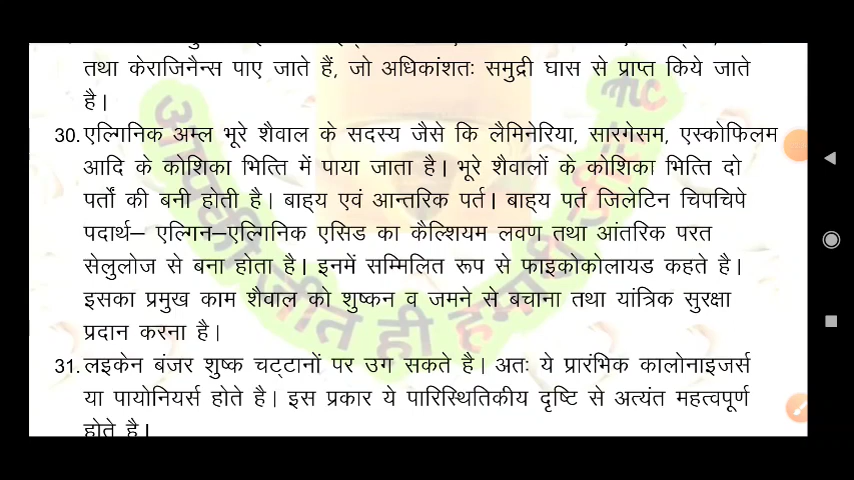 तथा केराजिनैन्स पाए जाते हैं, जो अधिकांशतः समुद्री घास से प्राप्त किये जाते
है।
30. एल्गिनिक अम्ल भूरे शैवाल के सदस्य जैसे कि लैमिनेरिया, सारगेसम, एस्कोफिलम
आदि के कोशिका भित्ति में पाया जाता है। भूरे शैवालों के कोशिका भित्ति दो
पर्तों की बनी होती है। बाह्य एवं आन्तरिक पर्त। बाह्य पर्त जिलेटिन चिपचिपे
पदार्थ– एल्गिन–एल्गिनिक एसिड का कैल्शियम लवण तथा आंतरिक परत
सेलुलोज से बना होता है। इनमें सम्मिलित रूप से फाइकोकोलायड कहते है।
इसका प्रमुख काम शैवाल को शुष्कन व जमने से बचाना तथा यांत्रिक सुरक्षा
प्रदान करना है।
31. लइकेन बंजर शुष्क चट्टानों पर उग सकते है। अतः ये प्रारंभिक कालोनाइजर्स
या पायोनियर्स होते है। इस प्रकार ये पारिस्थितिकीय दृष्टि से अत्यंत महत्वपूर्ण
होते है।
आपकी जीत ही हमारी